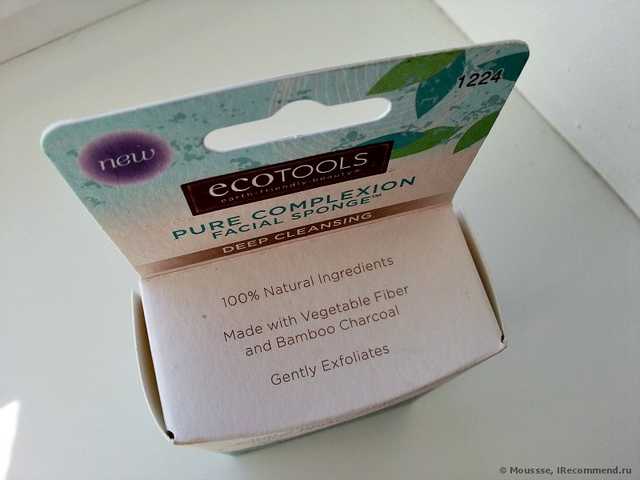 1224
new
ecoTOOLS
earth-friendly beauty
PURE COMPLEXION
FACIAL SPONGE™
DEEP CLEANSING
100% Natural Ingredients
Made with Vegetable Fiber
and Bamboo Charcoal
Gently Exfoliates
© Moussse, IRecommend.ru